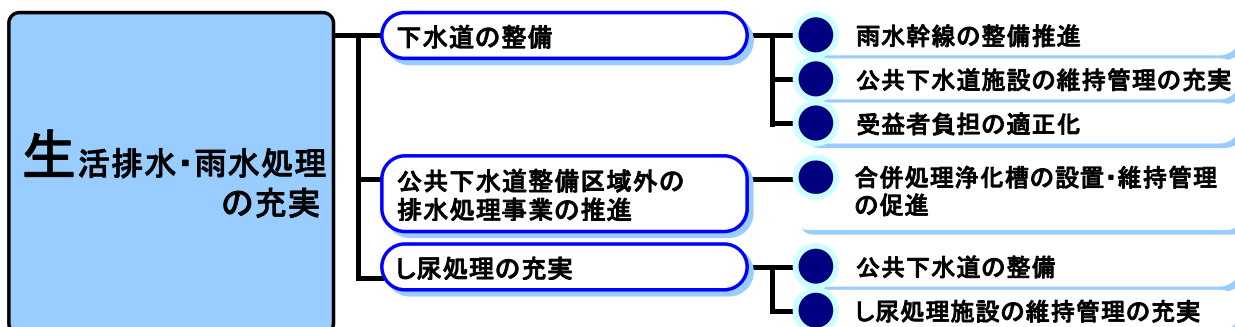 生活排水・雨水処理
の充実
下水道の整備
雨水幹線の整備推進
公共下水道施設の維持管理の充実
受益者負担の適正化
公共下水道整備区域外の
排水処理事業の推進
合併処理浄化槽の設置・維持管理
の促進
し尿処理の充実
公共下水道の整備
し尿処理施設の維持管理の充実